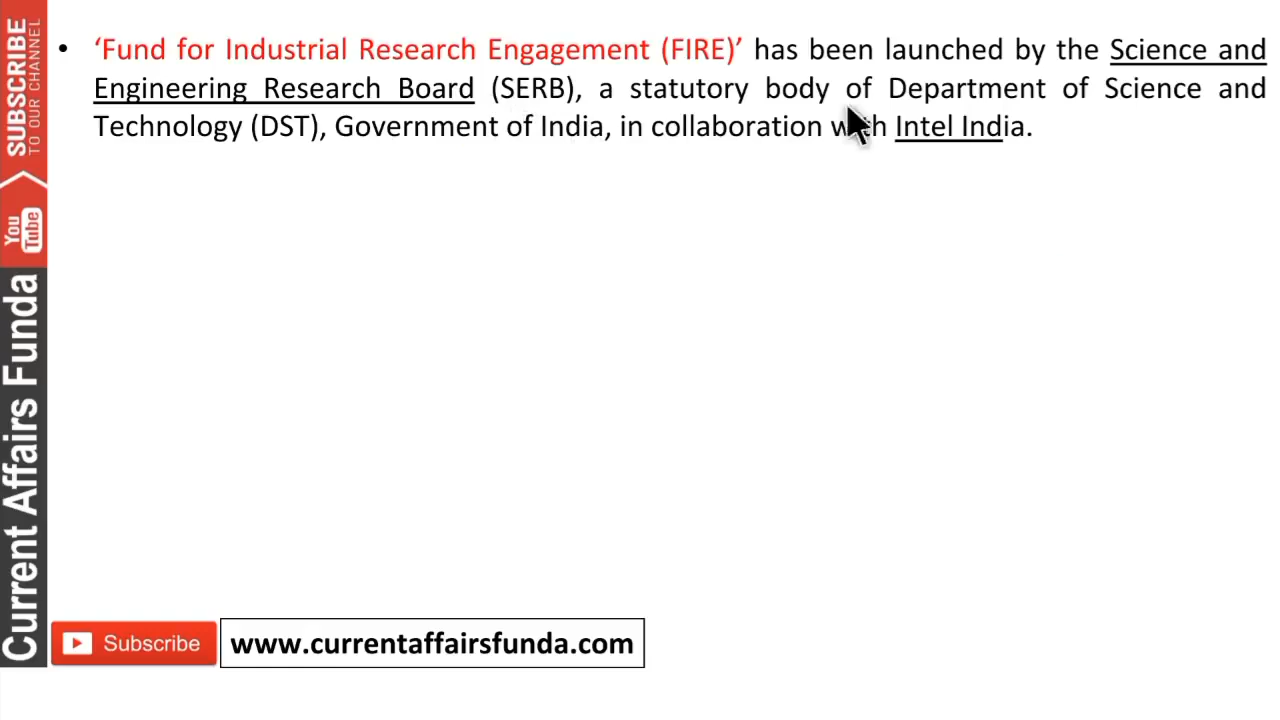 • ‘Fund for Industrial Research Engagement (FIRE)’ has been launched by the Science and
Engineering Research Board (SERB), a statutory body of Department of Science and
Technology (DST), Government of India, in collaboration with Intel India.
SUBSCRIBE
TO OUR CHANNEL
You
Tube
Current Affairs Funda
Subscribe
www.currentaffairsfunda.com